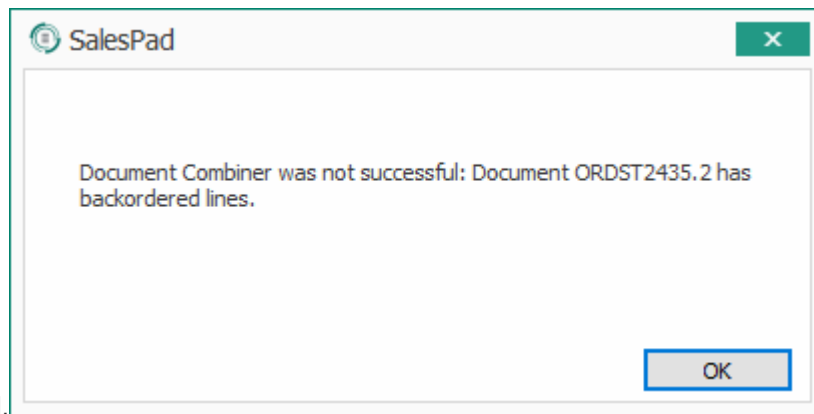 SalesPad
Document Combiner was not successful: Document ORDST2435.2 has
backordered lines.
OK